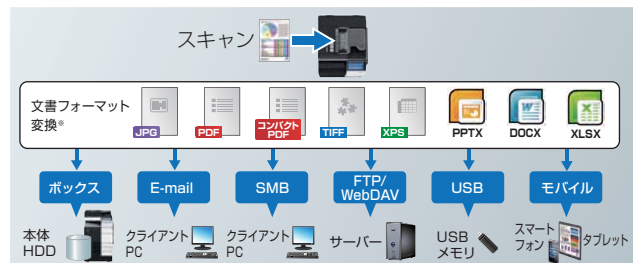 スキャン
文書フォーマット
変換※
JPG
PDF
コンパクト
PDF
TIFF
XPS
PPTX
DOCX
XLSX
ボックス
E-mail
SMB
FTP/
WebDAV
USB
モバイル
本体
HDD
クライアント
PC
クライアント
PC
サーバー
USB
メモリ
スマート
フォン
タブレット